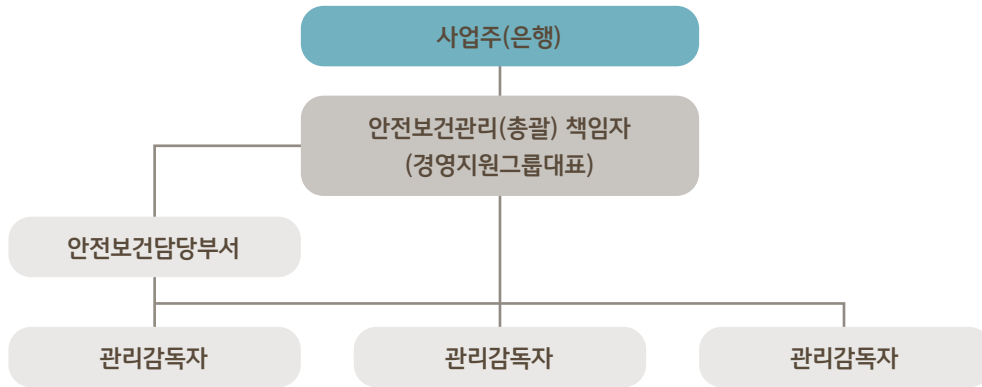 사업주(은행)
안전보건관리(총괄) 책임자
(경영지원그룹대표)
안전보건담당부서
관리감독자
관리감독자
관리감독자